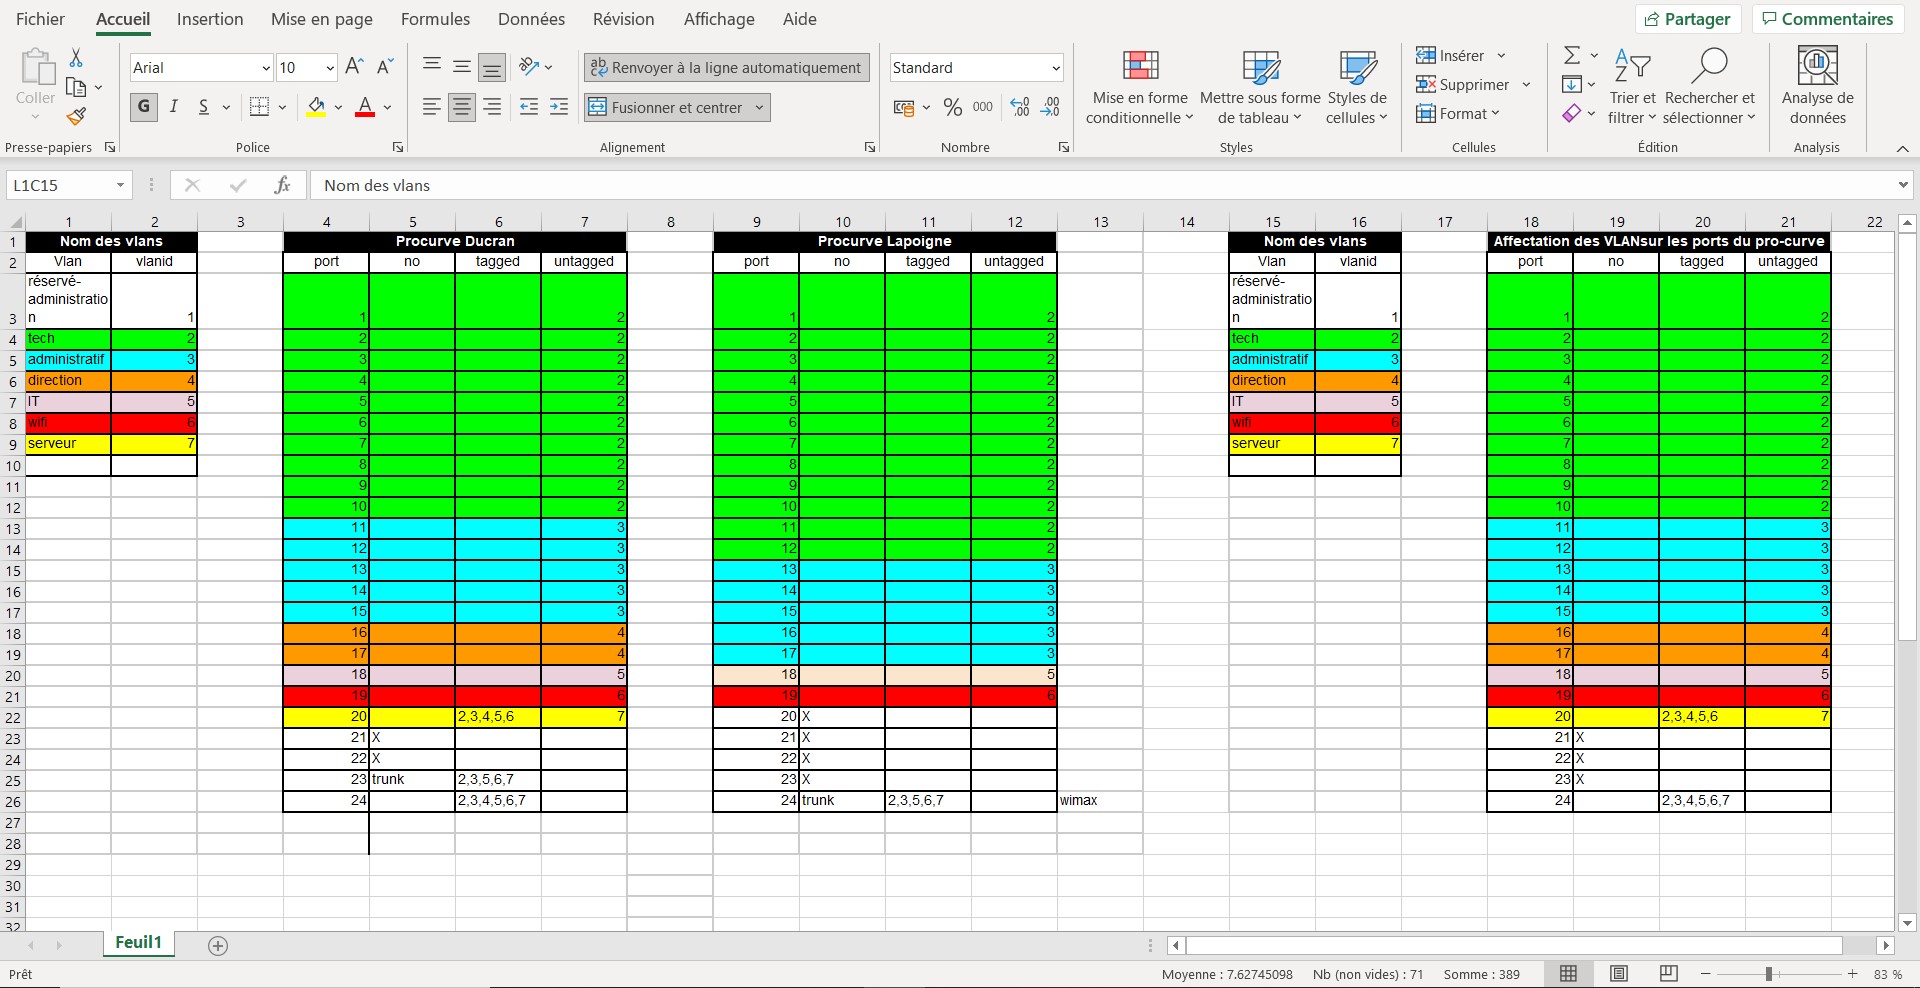 Fichier Accueil Insertion Mise en page Formules Données Révision Affichage Aide Partager Commentaires
Coller
Arial 10
G I S
Renvoyer à la ligne automatiquement
Fusionner et centrer
Standard
% 000
Mise en forme conditionnelle
Mettre sous forme de tableau
Styles de cellules
Insérer
Supprimer
Format
Trier et filtrer
Rechercher et sélectionner
Analyse de données
Presse-papiers Police Alignement Nombre Styles Cellules Édition Analysis
L1C15 fx Nom des vlans
1 2 3 4 5 6 7 8 9 10 11 12 13 14 15 16 17 18 19 20 21 22
1 Nom des vlans Procurve Ducran Procurve Lapoigne Nom des vlans Affectation des VLANsur les ports du pro-curve
2 Vlan vlanid port no tagged untagged port no tagged untagged Vlan vlanid port no tagged untagged
3 réservé-administration 1 1 2 1 2 réservé-administration 1 1 2
4 tech 2 2 2 2 2 tech 2 2 2
5 administratif 3 3 2 3 2 administratif 3 3 2
6 direction 4 4 2 4 2 direction 4 4 2
7 IT 5 5 2 5 2 IT 5 5 2
8 wifi 6 6 2 6 2 wifi 6 6 2
9 serveur 7 7 2 7 2 serveur 7 7 2
10 8 2 8 2 8 2
11 9 2 9 2 9 2
12 10 2 10 2 10 2
13 11 3 11 2 11 3
14 12 3 12 2 12 3
15 13 3 13 3 13 3
16 14 3 14 3 14 3
17 15 3 15 3 15 3
18 16 4 16 3 16 4
19 17 4 17 3 17 4
20 18 5 18 5 18 5
21 19 6 19 6 19 6
22 20 2,3,4,5,6 7 20 X 20 2,3,4,5,6 7
23 21 X 21 X 21 X
24 22 X 22 X 22 X
25 23 trunk 2,3,5,6,7 23 X 23 X
26 24 2,3,4,5,6,7 24 trunk 2,3,5,6,7 wimax 24 2,3,4,5,6,7
27
28
29
30
31
32
Feuil1
Prêt Moyenne : 7.62745098 Nb (non vides) : 71 Somme : 389 83 %